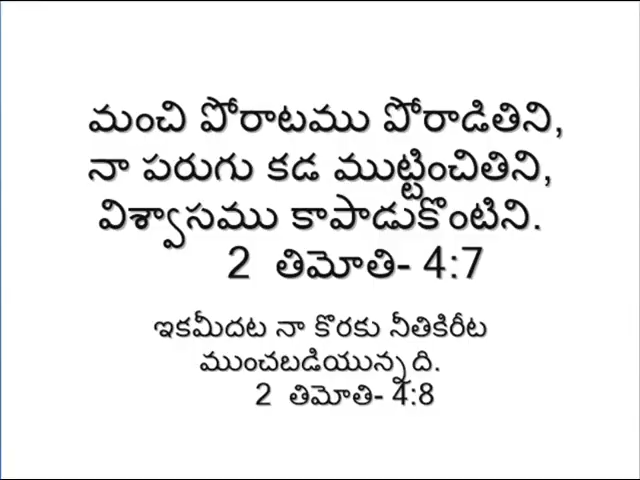 మంచి పోరాటము పోరాడితిని,
నా పరుగు కడ ముట్టించితిని,
విశ్వాసము కాపాడుకొంటిని.
2 తిమోతి- 4:7
ఇకమీదట నా కొరకు నీతికిరీట
ముంచబడియున్నది.
2 తిమోతి- 4:8